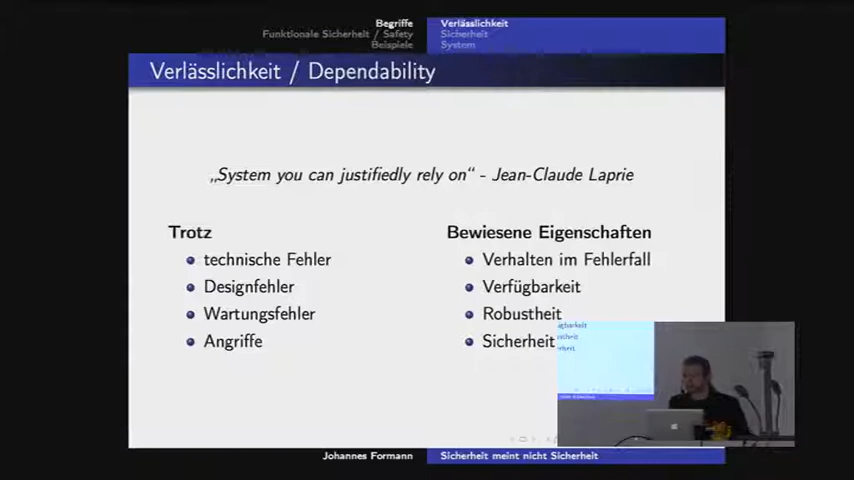 Begriffe
Funktionale Sicherheit / Safety
Beispiele
Verlässlichkeit
Sicherheit
System
Verlässlichkeit / Dependability
„System you can justifiedly rely on“ - Jean-Claude Laprie
Trotz
technische Fehler
Designfehler
Wartungsfehler
Angriffe
Bewiesene Eigenschaften
Verhalten im Fehlerfall
Verfügbarkeit
Robustheit
Sicherheit
Johannes Formann
Sicherheit meint nicht Sicherheit